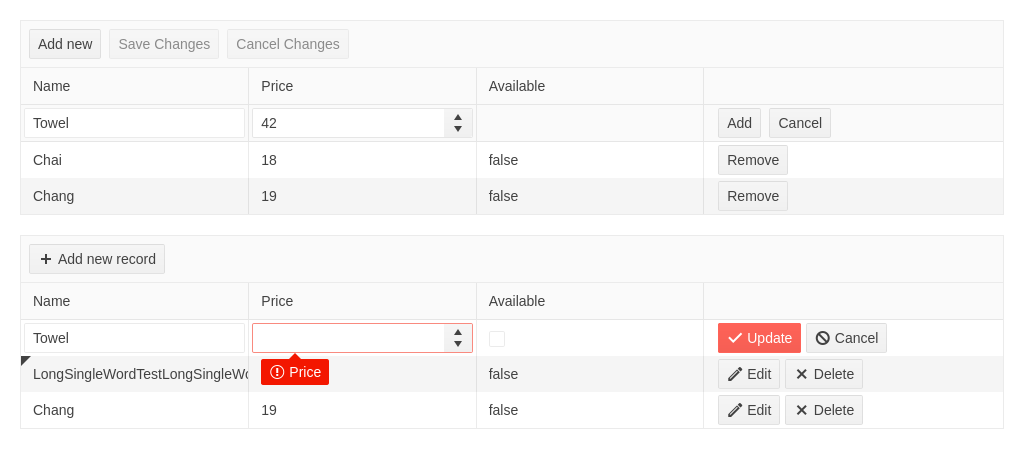 Add new Save Changes Cancel Changes
Name Price Available
Towel 42 Add Cancel
Chai 18 false Remove
Chang 19 false Remove
Add new record
Name Price Available
Towel Update Cancel
LongSingleWordTestLongSingleWo Price false Edit Delete
Chang 19 false Edit Delete